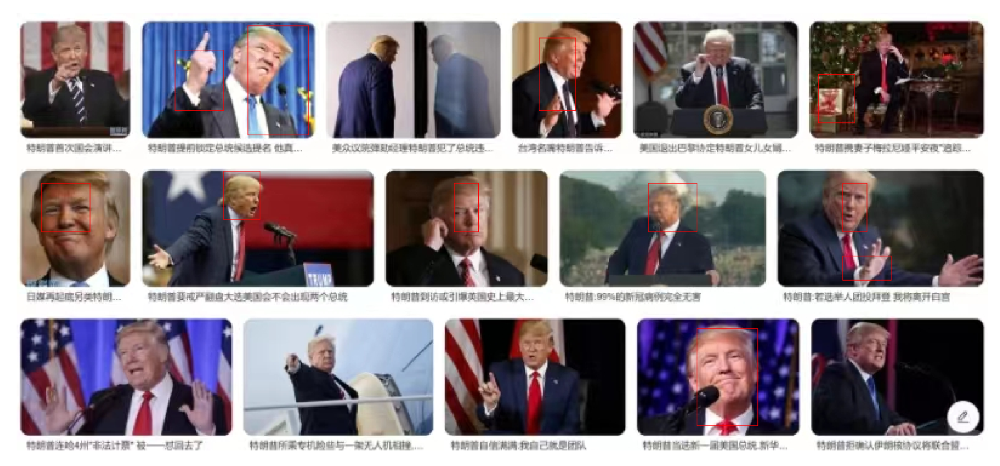 特朗普首次国会演讲...
特朗普提前锁定总统候选提名 他真...
美众议院弹劾经理特朗普犯了总统违...
台湾名嘴特朗普告诉...
美国退出巴黎协定特朗普女儿女婿...
特朗普携妻子梅拉尼娅平安夜"追踪...
日媒再起底另类特朗...
TRUMP
特朗普要戒严翻盘大选美国会不会出现两个总统
特朗普到访或引爆英国史上最大...
特朗普:99%的新冠病例完全无害
特朗普:若选举人团投拜登 我将离开白宫
特朗普连呛4州"非法计票" 被一一怼回去了
特朗普所乘专机险些与一架无人机相撞,...
特朗普自信满满:我自己就是团队
特朗普当选新一届美国总统.新华...
特朗普拒确认伊朗核协议将联合盟...